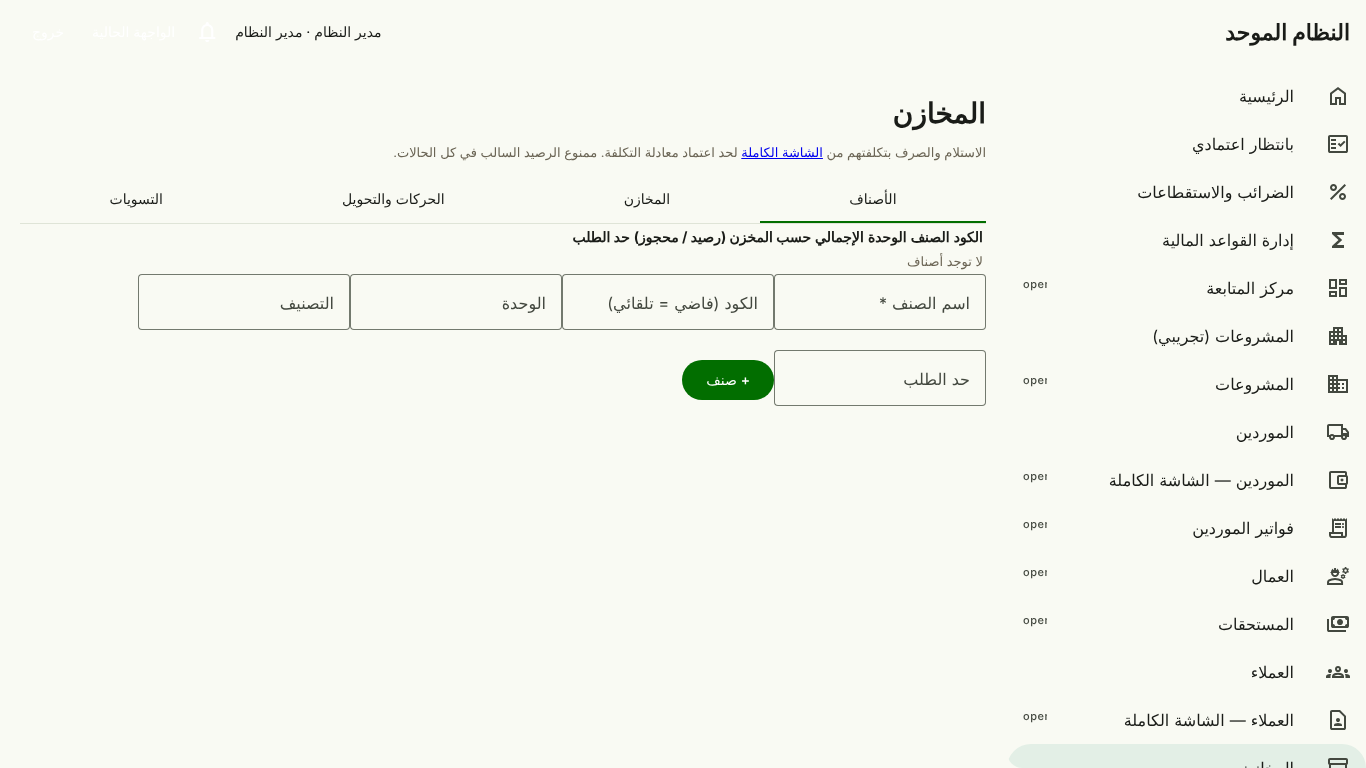 النظام الموحد
مدير النظام · مدير النظام
الواجهة الحالية
خروج
الرئيسية
بانتظار اعتمادي
الضرائب والاستقطاعات
إدارة القواعد المالية
مركز المتابعة
المشروعات (تجريبي)
المشروعات
الموردين
الموردين — الشاشة الكاملة
فواتير الموردين
العمال
المستحقات
العملاء
العملاء — الشاشة الكاملة
المخازن
الاستلام والصرف بتكلفتهم من الشاشة الكاملة لحد اعتماد معادلة التكلفة. ممنوع الرصيد السالب في كل الحالات.
الأصناف
المخازن
الحركات والتحويل
التسويات
الكود الصنف الوحدة الإجمالي حسب المخزن (رصيد / محجوز) حد الطلب
لا توجد أصناف
اسم الصنف *
الكود (فاضي = تلقائي)
الوحدة
التصنيف
حد الطلب
+ صنف